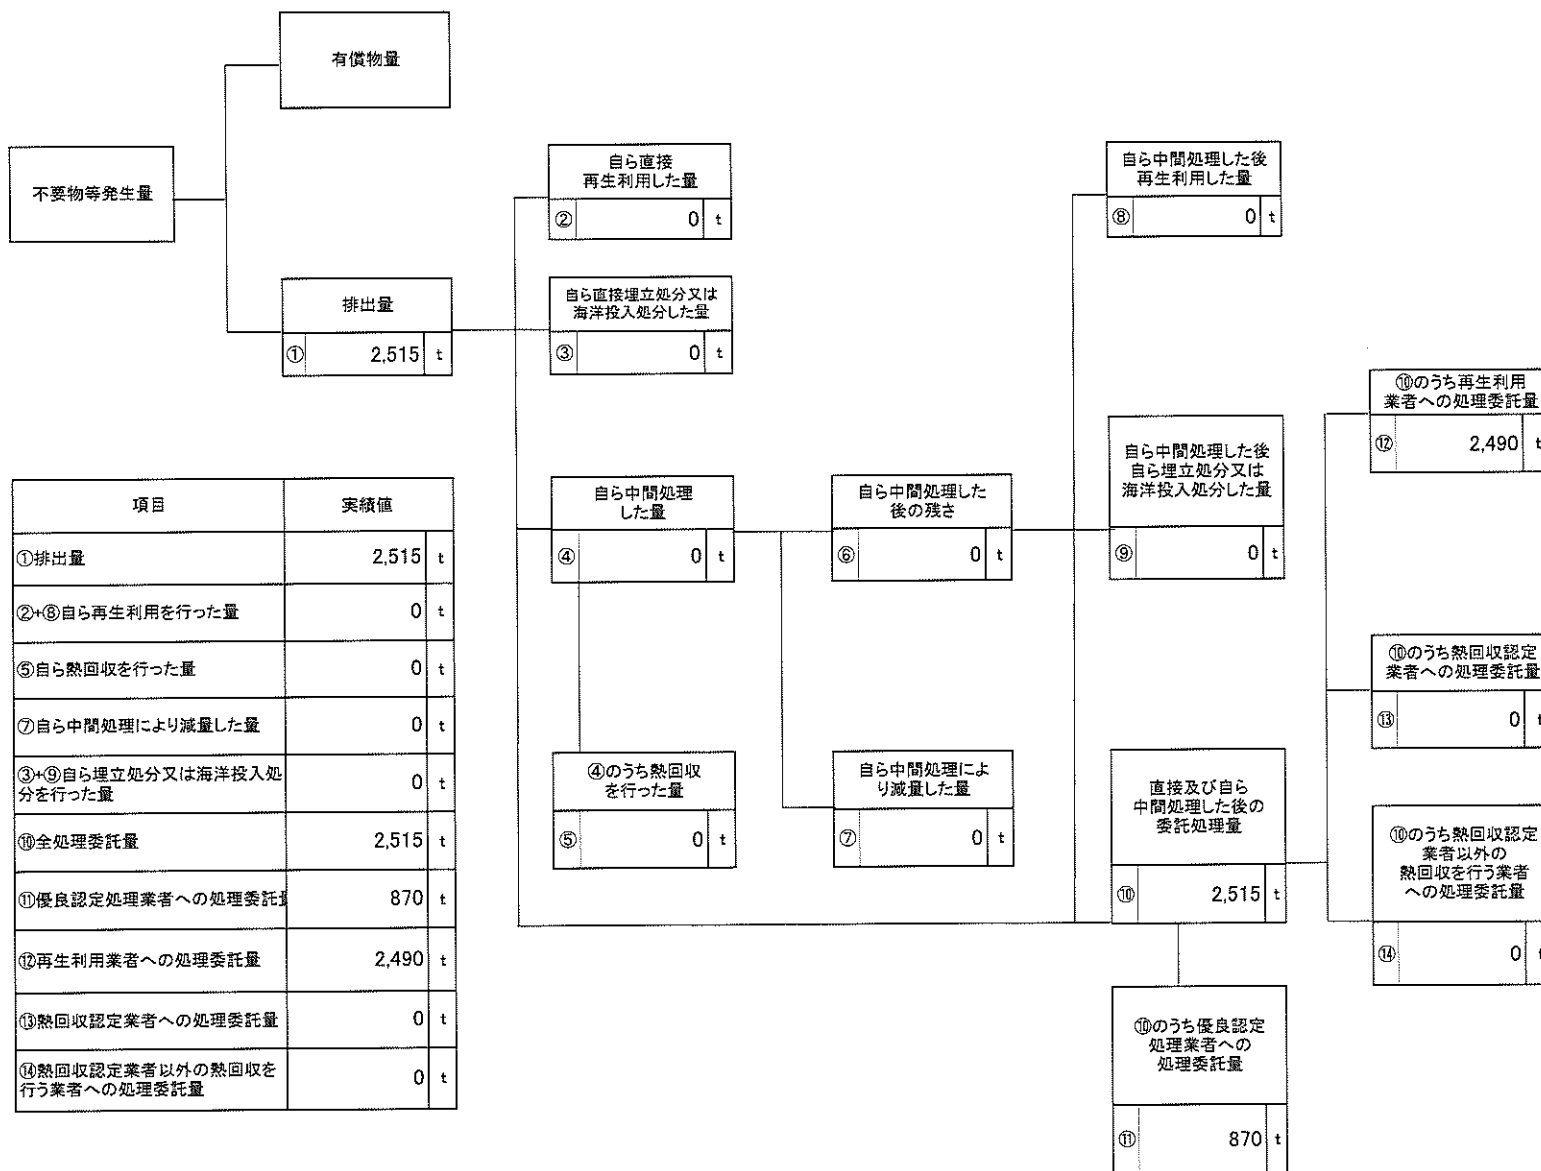 有償物量
不要物等発生量
排出量
① 2,515 t
自ら直接
再生利用した量
② 0 t
自ら直接埋立処分又は
海洋投入処分した量
③ 0 t
自ら中間処理
した量
④ 0 t
④のうち熱回収
を行った量
⑤ 0 t
自ら中間処理した
後の残さ
⑥ 0 t
自ら中間処理によ
り減量した量
⑦ 0 t
自ら中間処理した後
再生利用した量
⑧ 0 t
自ら中間処理した後
自ら埋立処分又は
海洋投入処分した量
⑨ 0 t
直接及び自ら
中間処理した後の
委託処理量
⑩ 2,515 t
⑩のうち優良認定
処理業者への
処理委託量
⑪ 870 t
⑩のうち再生利用
業者への処理委託量
⑫ 2,490 t
⑩のうち熱回収認定
業者への処理委託量
⑬ 0 t
⑩のうち熱回収認定
業者以外の
熱回収を行う業者
への処理委託量
⑭ 0 t
項目 実績値
①排出量 2,515 t
②+⑧自ら再生利用を行った量 0 t
⑤自ら熱回収を行った量 0 t
⑦自ら中間処理により減量した量 0 t
③+⑨自ら埋立処分又は海洋投入処
分を行った量 0 t
⑩全処理委託量 2,515 t
⑪優良認定処理業者への処理委託量 870 t
⑫再生利用業者への処理委託量 2,490 t
⑬熱回収認定業者への処理委託量 0 t
⑭熱回収認定業者以外の熱回収を
行う業者への処理委託量 0 t